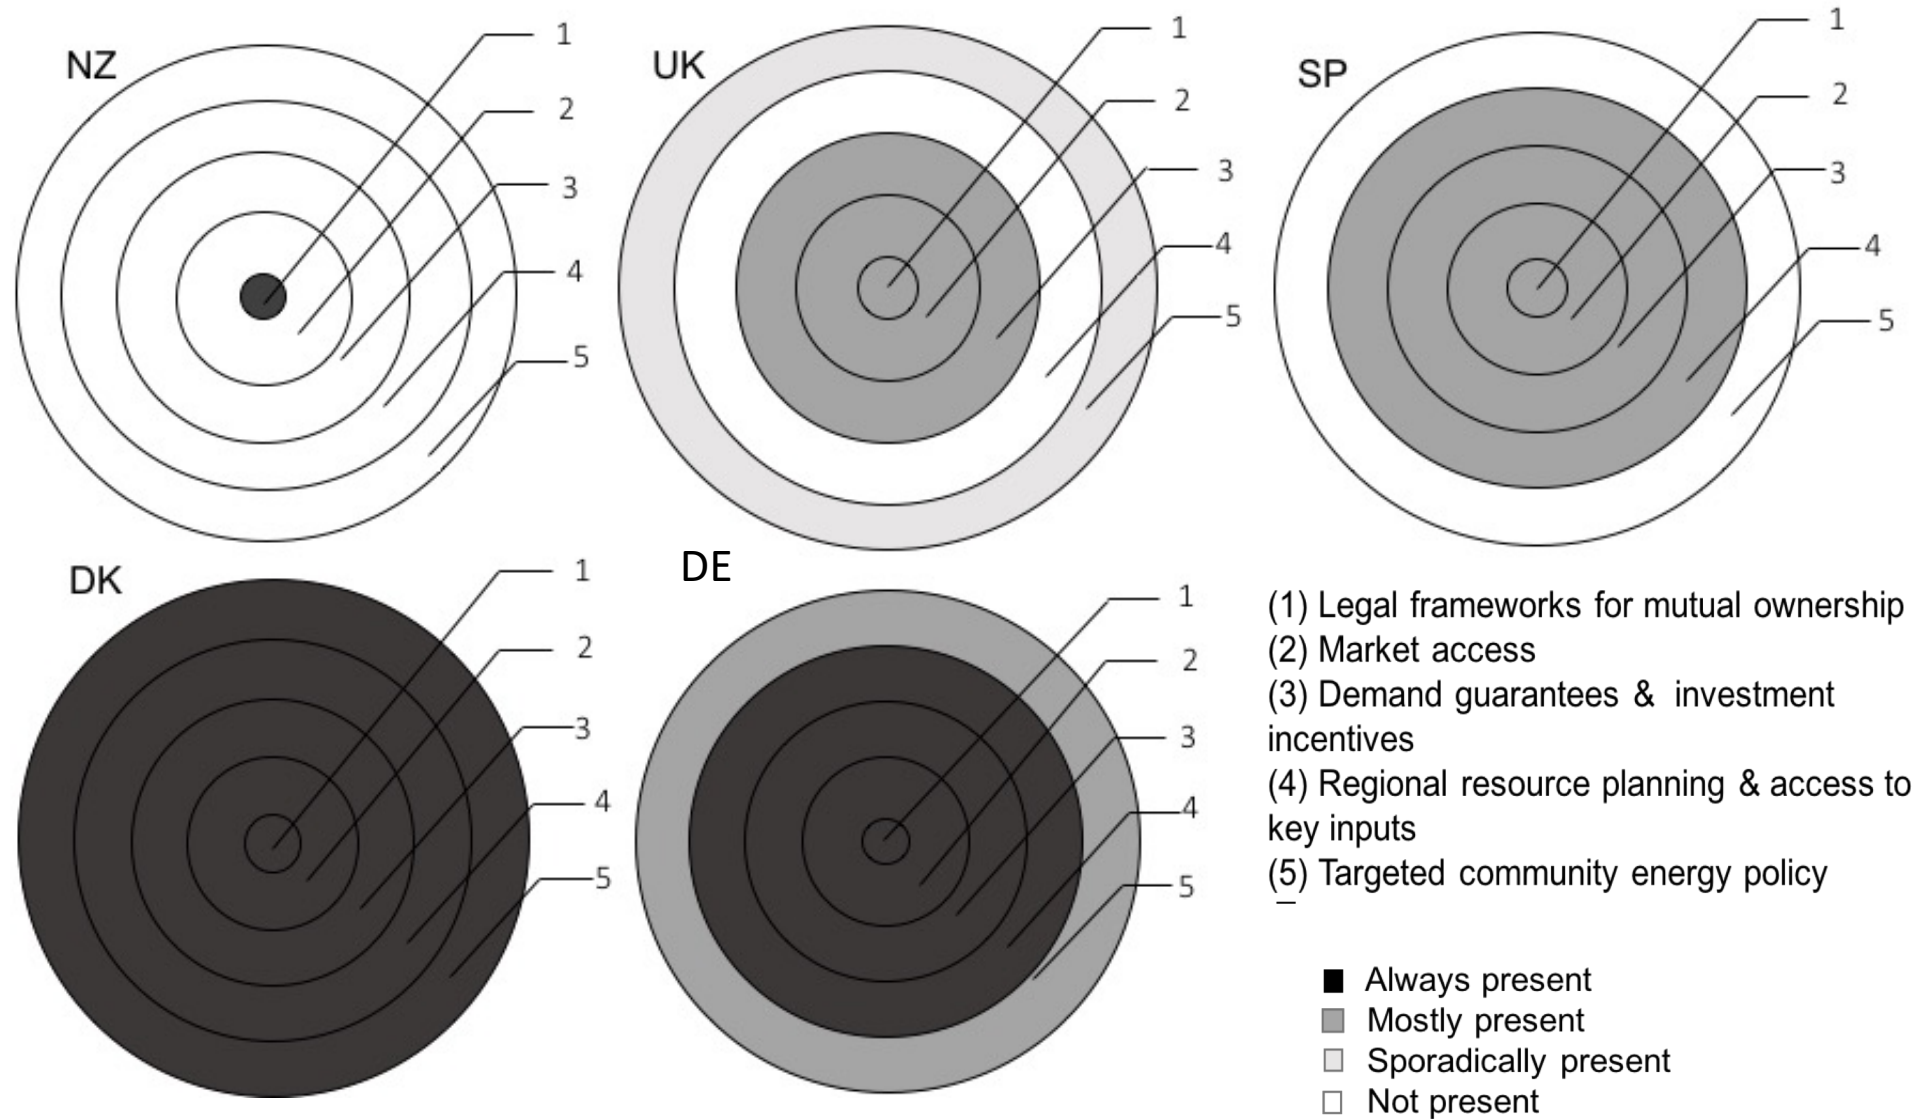 NZ
1
2
3
4
5
UK
1
2
3
4
5
SP
1
2
3
4
5
DK
1
2
3
4
5
DE
1
2
3
4
5
(1) Legal frameworks for mutual ownership
(2) Market access
(3) Demand guarantees & investment
incentives
(4) Regional resource planning & access to
key inputs
(5) Targeted community energy policy
Always present
Mostly present
Sporadically present
Not present